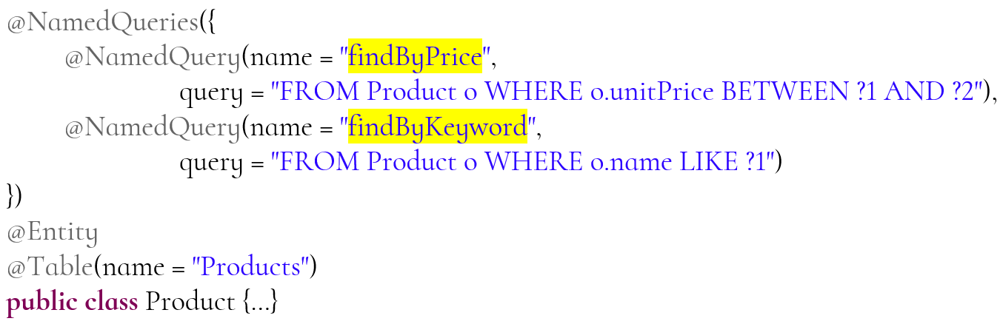 @NamedQueries({
@NamedQuery(name = "findByPrice",
query = "FROM Product o WHERE o.unitPrice BETWEEN ?1 AND ?2"),
@NamedQuery(name = "findByKeyword",
query = "FROM Product o WHERE o.name LIKE ?1")
})
@Entity
@Table(name = "Products")
public class Product {...}